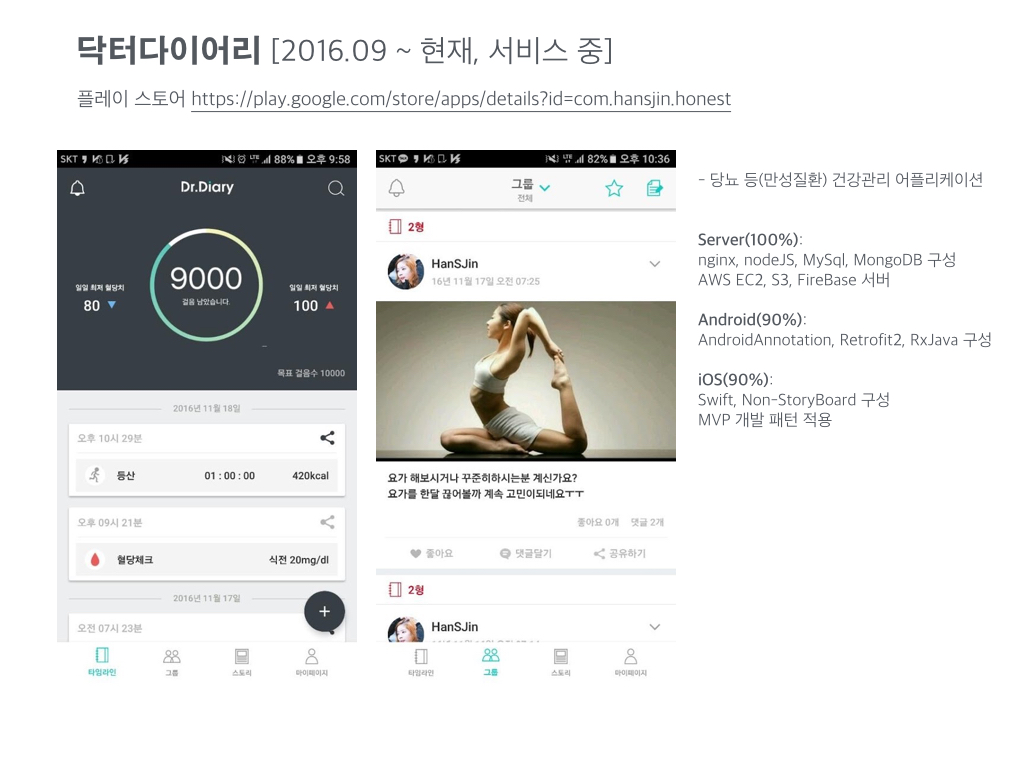 닥터다이어리 [2016.09 ~ 현재, 서비스 중]
플레이 스토어 https://play.google.com/store/apps/details?id=com.hansjin.honest
SKT 88% 오후 9:58
Dr.Diary
9000
걸음 남았습니다.
일일 최저 혈당치
80
일일 최저 혈당치
100
목표 걸음수 10000
2016년 11월 18일
오후 10시 29분
등산 01 : 00 : 00 420kcal
오후 09시 21분
혈당체크 식전 20mg/dl
2016년 11월 17일
오전 07시 23분
+
타임라인 그룹 스토리 마이페이지
SKT LTE 82% 오후 10:36
그룹
전체
2형
HanSJin
16년 11월 17일 오전 07:25
요가 해보시거나 꾸준히하시는분 계신가요?
요가를 한달 끊어볼까 계속 고민이되네요ㅜㅜ
좋아요 0개 댓글 2개
좋아요 댓글달기 공유하기
2형
HanSJin
타임라인 그룹 스토리 마이페이지
- 당뇨 등(만성질환) 건강관리 어플리케이션
Server(100%):
nginx, nodeJS, MySql, MongoDB 구성
AWS EC2, S3, FireBase 서버
Android(90%):
AndroidAnnotation, Retrofit2, RxJava 구성
iOS(90%):
Swift, Non-StoryBoard 구성
MVP 개발 패턴 적용